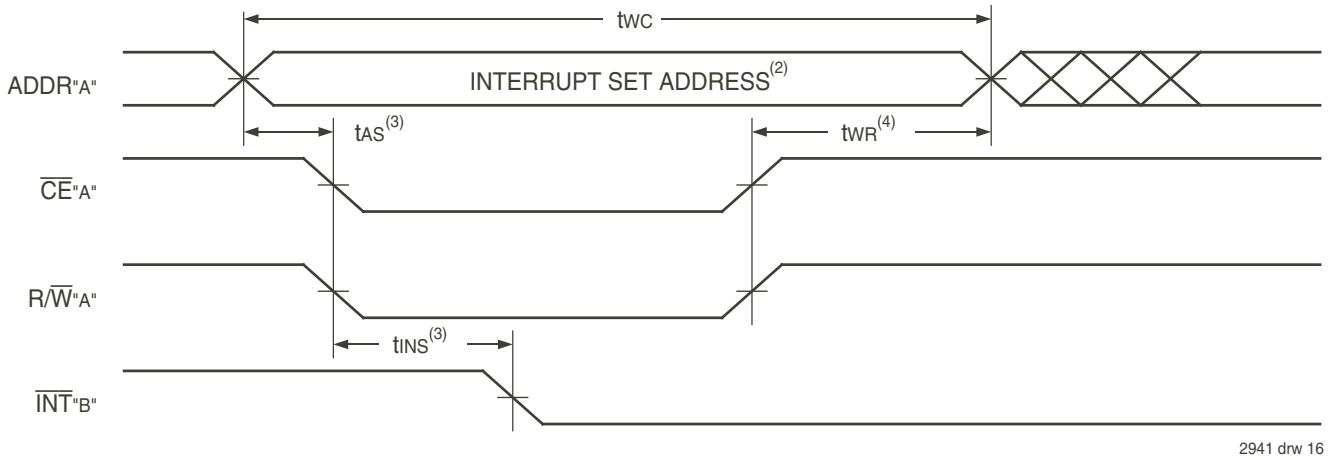 tWC
ADDR"A"
INTERRUPT SET ADDRESS(2)
tAS(3)
tWR(4)
CE"A"
R/W"A"
tINS(3)
INT"B"
2941 drw 16